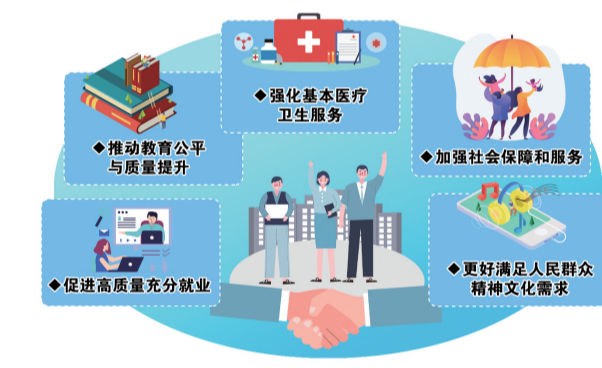 ◆强化基本医疗
卫生服务
◆推动教育公平
与质量提升
◆加强社会保障和服务
◆促进高质量充分就业
◆更好满足人民群众
精神文化需求